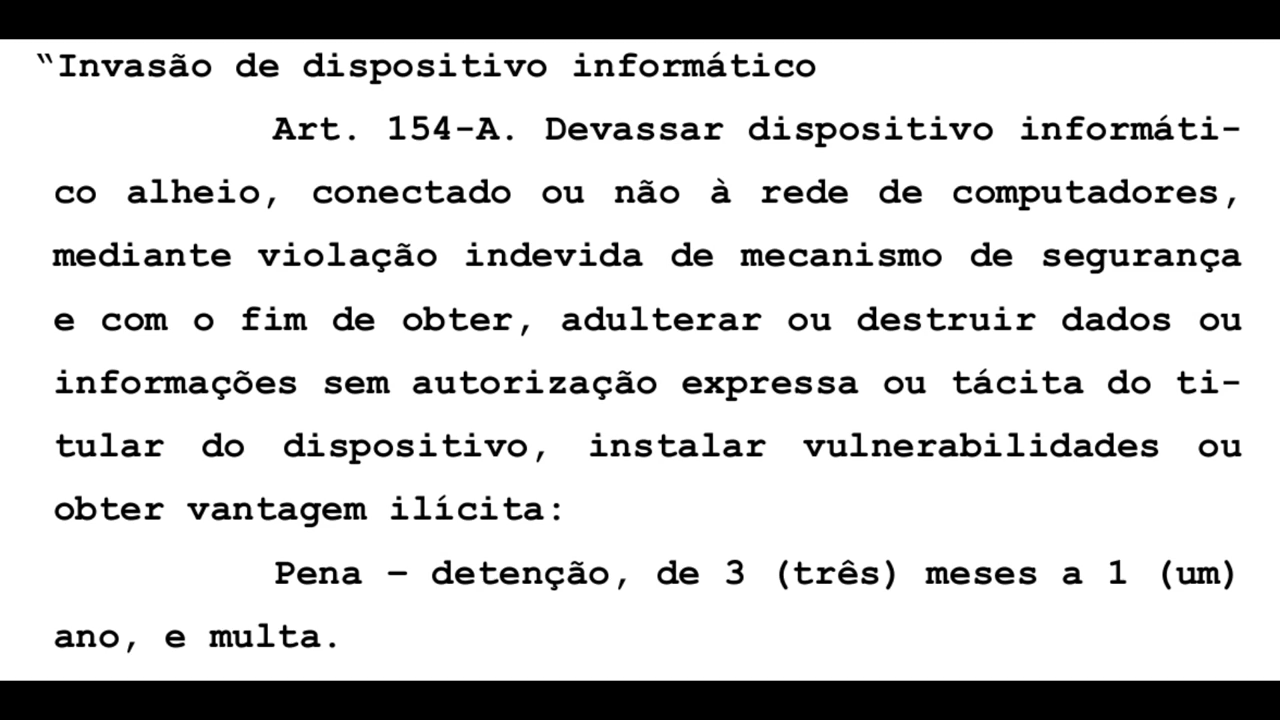 “Invasão de dispositivo informático
Art. 154-A. Devassar dispositivo informáti-
co alheio, conectado ou não à rede de computadores,
mediante violação indevida de mecanismo de segurança
e com o fim de obter, adulterar ou destruir dados ou
informações sem autorização expressa ou tácita do ti-
tular do dispositivo, instalar vulnerabilidades ou
obter vantagem ilícita:
Pena – detenção, de 3 (três) meses a 1 (um)
ano, e multa.